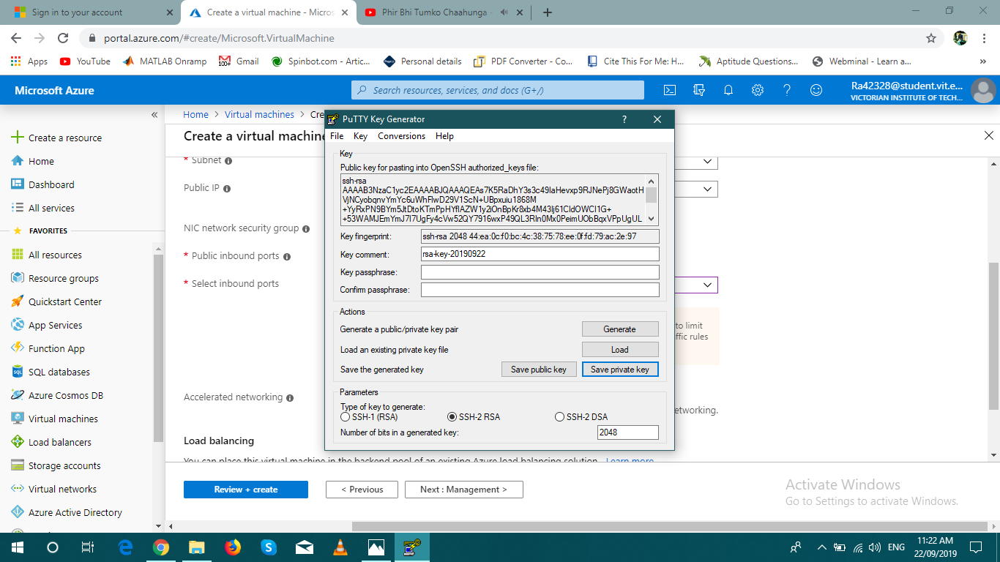 Sign in to your account
Create a virtual machine - Micros
Phir Bhi Tumko Chaahunga -
portal.azure.com/#create/Microsoft.VirtualMachine
Apps
YouTube
MATLAB Onramp
100+
Gmail
Spinbot.com - Artic...
Personal details
PDF Converter - Co...
Cite This For Me: H...
Aptitude Questions...
Webminal - Learn a...
»
Microsoft Azure
Search resources, services, and docs (G+/)
Ra42328@student.vit.e...
VICTORIAN INSTITUTE OF TECH...
«
Create a resource
Home
Dashboard
All services
FAVORITES
All resources
Resource groups
Quickstart Center
App Services
Function App
SQL databases
Azure Cosmos DB
Virtual machines
Load balancers
Storage accounts
Virtual networks
Azure Active Directory
Home > Virtual machines > Cre
Create a virtual machine
* Subnet
Public IP
NIC network security group
* Public inbound ports
* Select inbound ports
to limit
ffic rules
Accelerated networking
etworking.
Load balancing
You can place this virtual machine in the backend pool of an existing Azure load balancing solution. Learn more
Review + create
< Previous
Next : Management >
PuTTY Key Generator
?
File Key Conversions Help
Key
Public key for pasting into OpenSSH authorized_keys file:
ssh-rsa
Key fingerprint:
ssh-rsa 2048 44:ea:0c:f0:bc:4c:38:75:78:ee:0f:fd:79:ac:2e:97
Key comment:
rsa-key-20190922
Key passphrase:
Confirm passphrase:
Actions
Generate a public/private key pair
Generate
Load an existing private key file
Load
Save the generated key
Save public key
Save private key
Parameters
Type of key to generate:
SSH-1 (RSA)
SSH-2 RSA
SSH-2 DSA
Number of bits in a generated key:
2048
Activate Windows
Go to Settings to activate Windows.
ENG
11:22 AM
22/09/2019